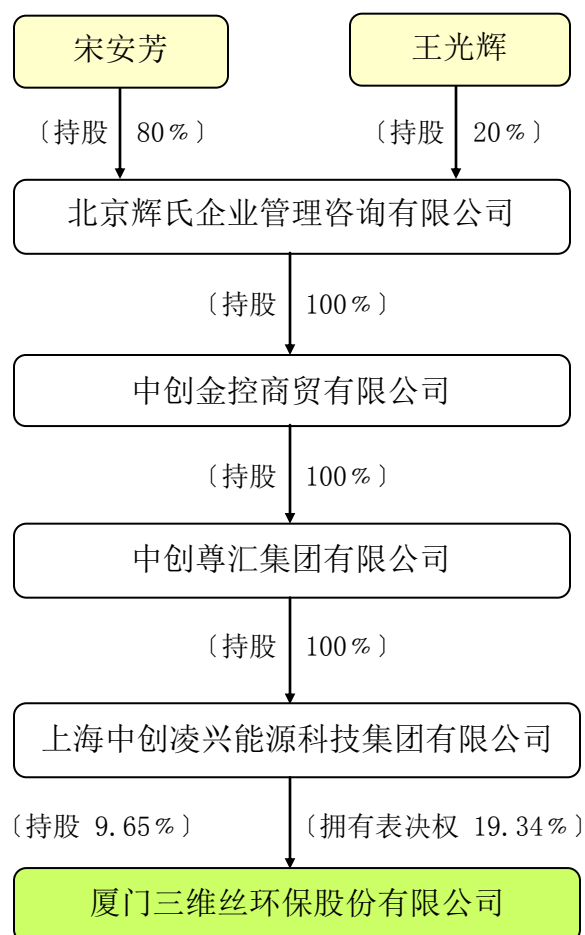 宋安芳 王光辉
〔持股 80%〕 〔持股 20%〕
北京辉氏企业管理咨询有限公司
〔持股 100%〕
中创金控商贸有限公司
〔持股 100%〕
中创尊汇集团有限公司
〔持股 100%〕
上海中创凌兴能源科技集团有限公司
〔持股 9.65%〕 〔拥有表决权 19.34%〕
厦门三维丝环保股份有限公司